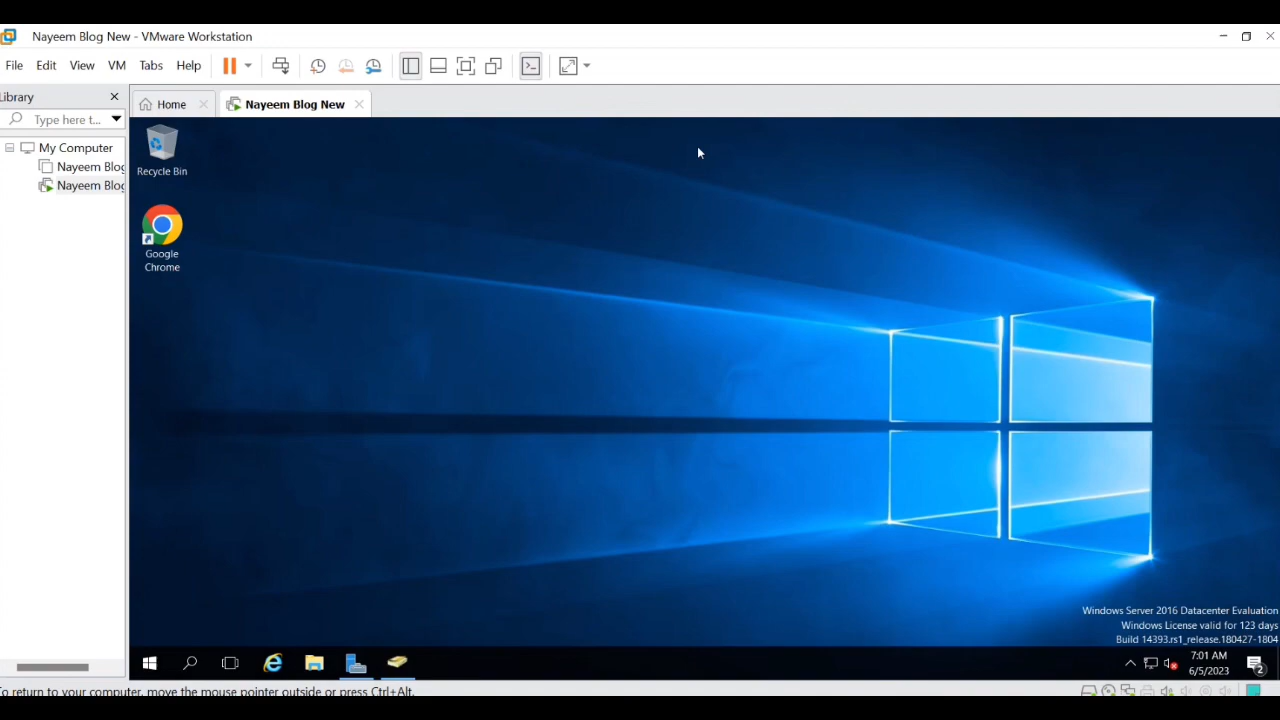 Nayeem Blog New - VMware Workstation
File Edit View VM Tabs Help
Library
Home
Nayeem Blog New
Type here t...
My Computer
Nayeem Blog
Nayeem Blog
Recycle Bin
Google
Chrome
Windows Server 2016 Datacenter Evaluation
Windows License valid for 123 days
Build 14393.rs1_release.180427-1804
7:01 AM
6/5/2023
2
To return to your computer, move the mouse pointer outside or press Ctrl+Alt.